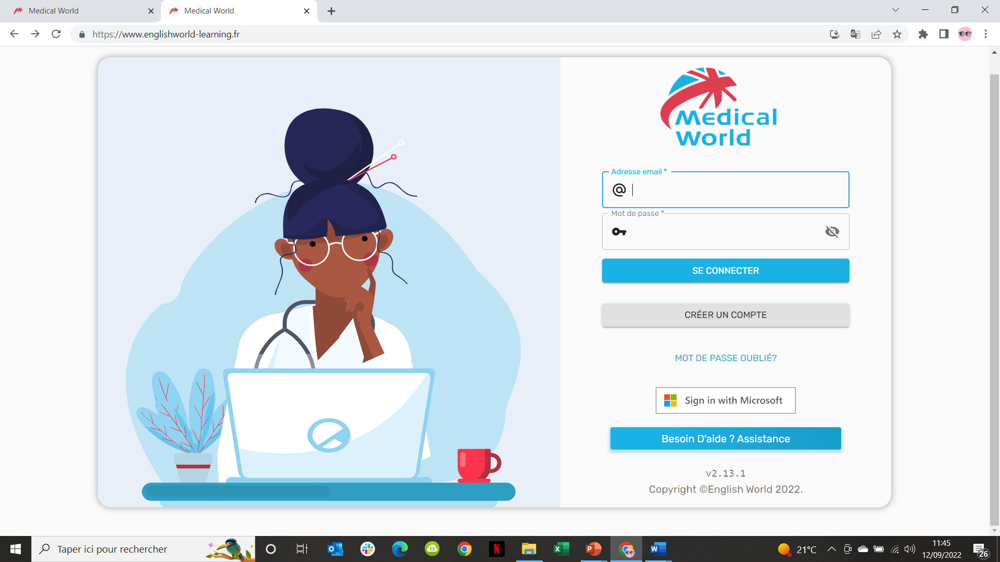 Medical World
Medical World
https://www.englishworld-learning.fr
Medical
World
Adresse email *
@
Mot de passe *
SE CONNECTER
CRÉER UN COMPTE
MOT DE PASSE OUBLIÉ?
Sign in with Microsoft
Besoin D'aide ? Assistance
v2.13.1
Copyright ©English World 2022.
Taper ici pour rechercher
21°C
11:45
12/09/2022
26